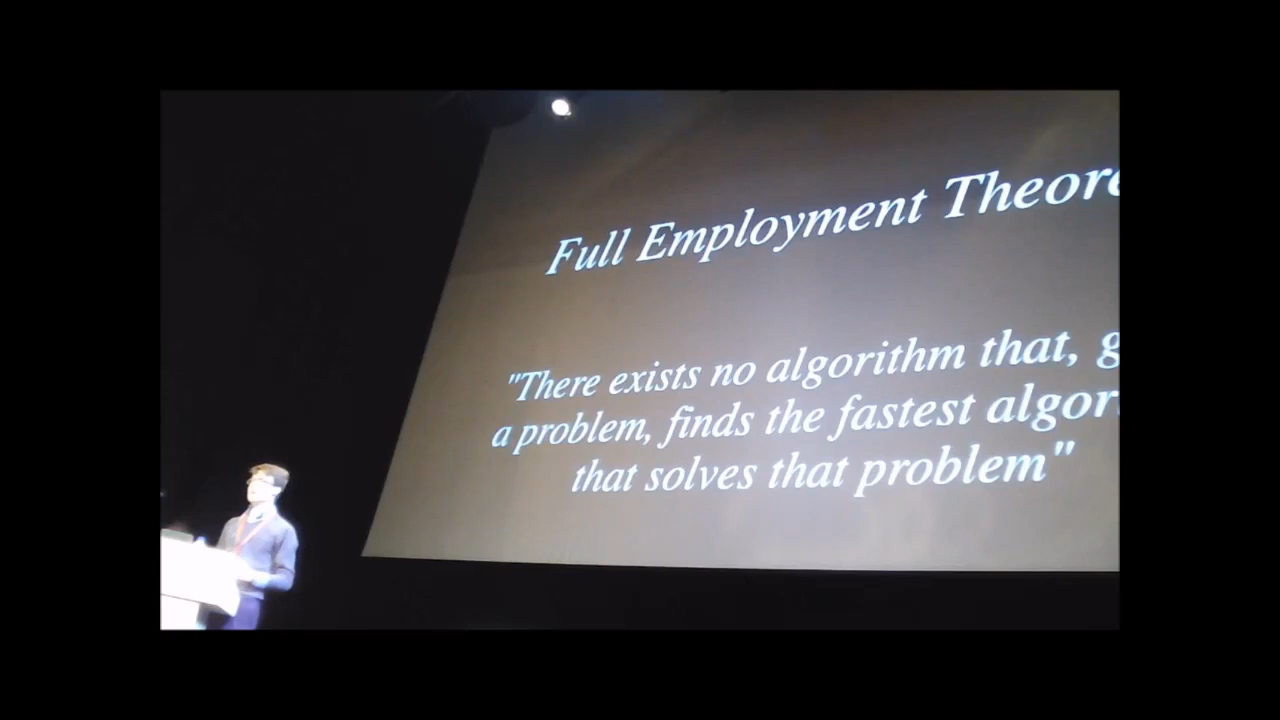 Full Employment Theore
"There exists no algorithm that, g
a problem, finds the fastest algor
that solves that problem"